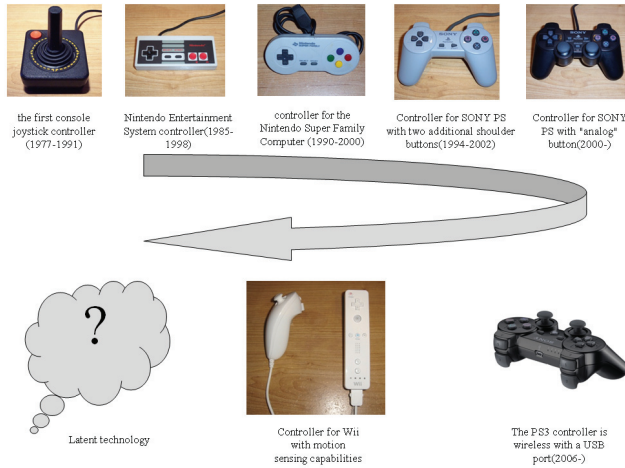 the first console
joystick controller
(1977-1991)
Nintendo Entertainment
System controller(1985-
1998)
controller for the
Nintendo Super Family
Computer (1990-2000)
Controller for SONY PS
with two additional shoulder
buttons(1994-2002)
Controller for SONY
PS with "analog"
button(2000-)
?
Latent technology
Controller for Wii
with motion
sensing capabilities
The PS3 controller is
wireless with a USB
port(2006-)